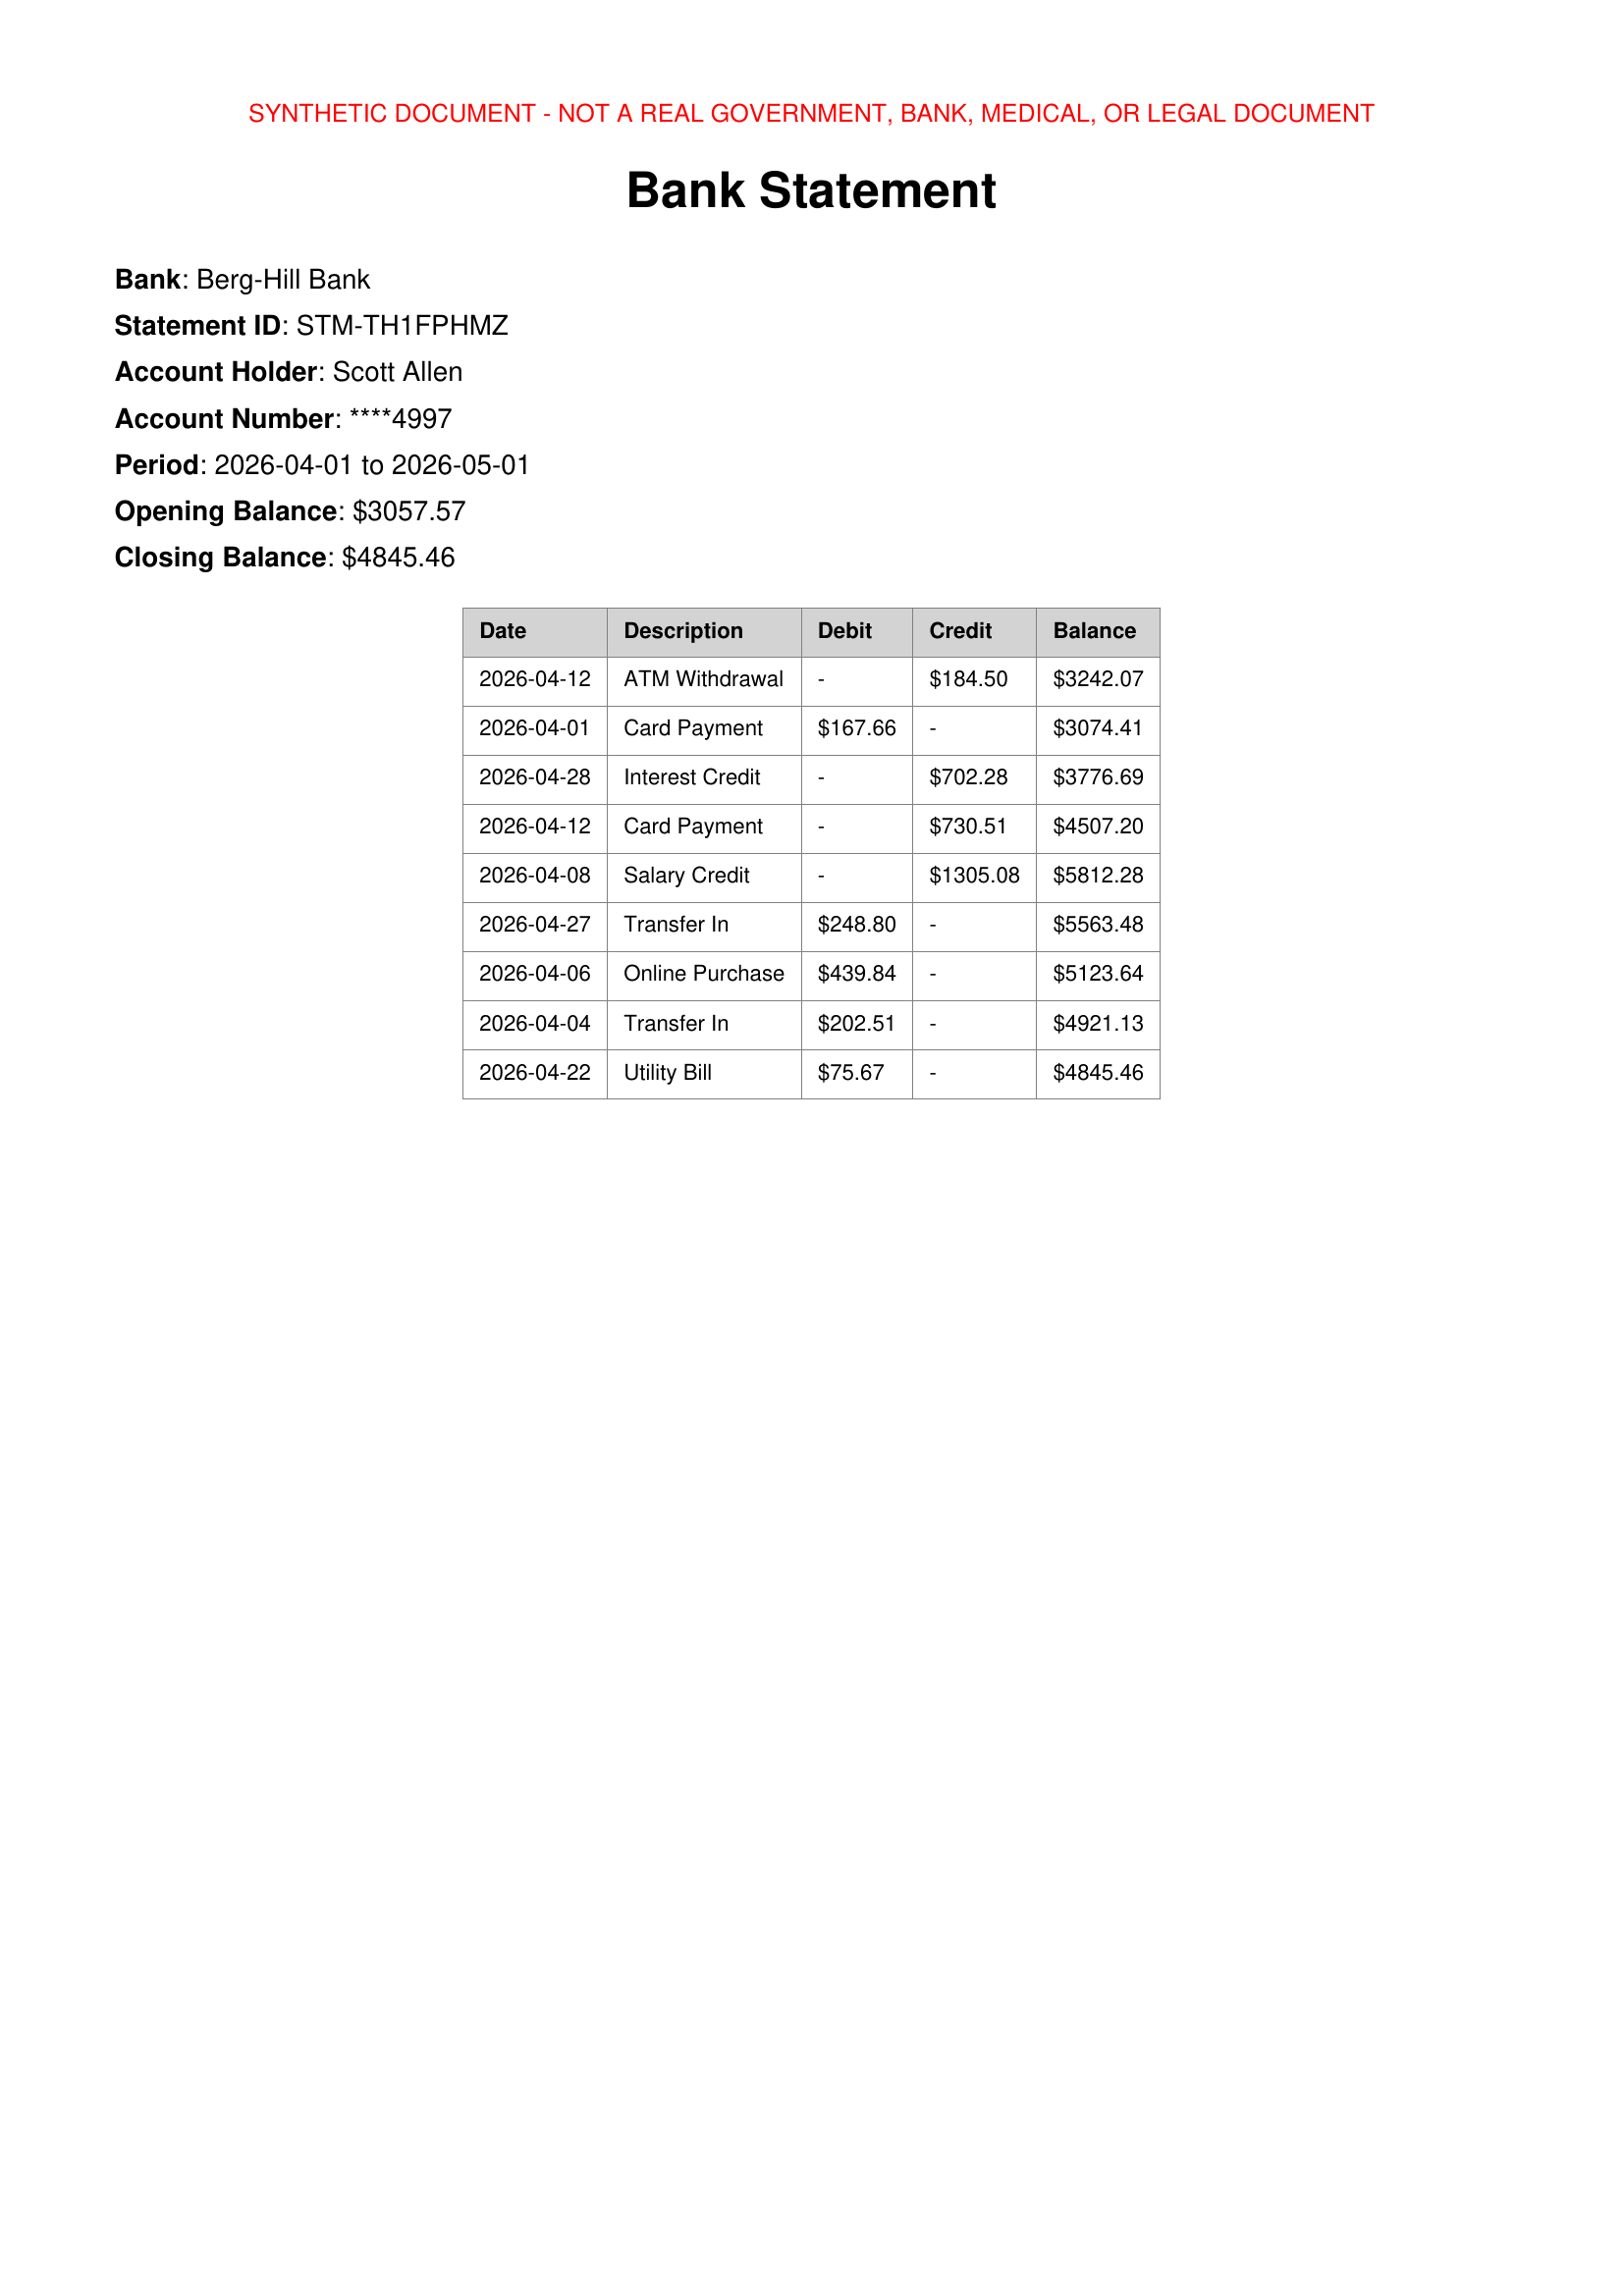 SYNTHETIC DOCUMENT - NOT A REAL GOVERNMENT, BANK, MEDICAL, OR LEGAL DOCUMENT
Bank Statement
Bank: Berg-Hill Bank
Statement ID: STM-TH1FPHMZ
Account Holder: Scott Allen
Account Number: ****4997
Period: 2026-04-01 to 2026-05-01
Opening Balance: $3057.57
Closing Balance: $4845.46
Date Description Debit Credit Balance
2026-04-12 ATM Withdrawal - $184.50 $3242.07
2026-04-01 Card Payment $167.66 - $3074.41
2026-04-28 Interest Credit - $702.28 $3776.69
2026-04-12 Card Payment - $730.51 $4507.20
2026-04-08 Salary Credit - $1305.08 $5812.28
2026-04-27 Transfer In $248.80 - $5563.48
2026-04-06 Online Purchase $439.84 - $5123.64
2026-04-04 Transfer In $202.51 - $4921.13
2026-04-22 Utility Bill $75.67 - $4845.46